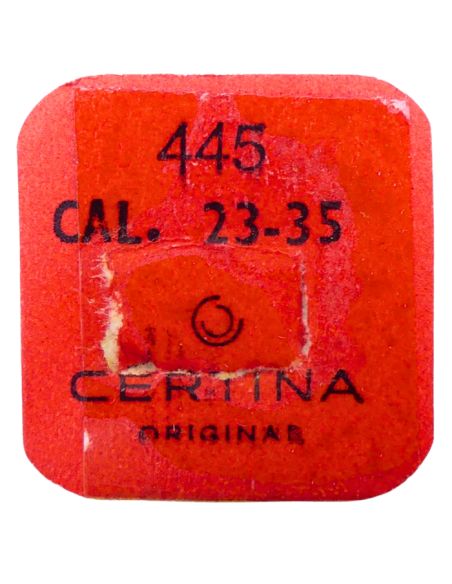 445
CAL. 23-35
CERTINA
ORIGINAL